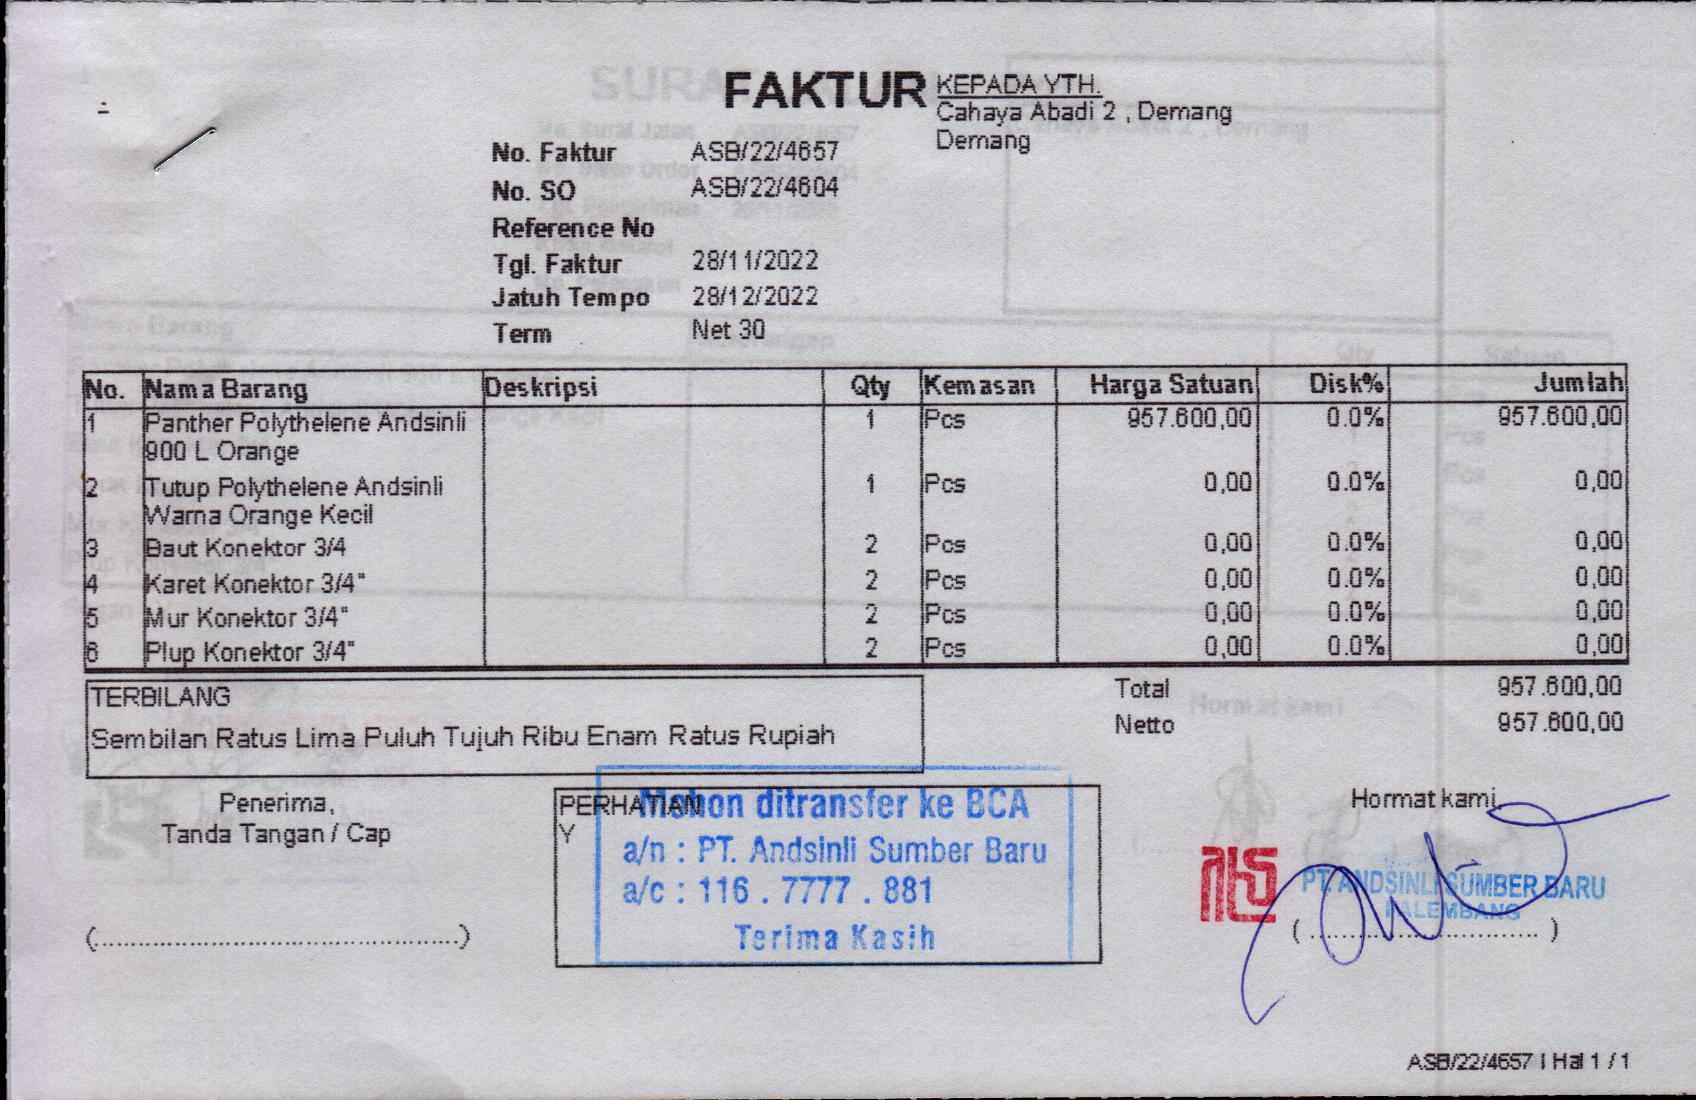 FAKTUR
KEPADA YTH.
Cahaya Abadi 2 , Demang
Demang
No. Faktur ASB/22/4657
No. SO ASB/22/4604
Reference No
Tgl. Faktur 28/11/2022
Jatuh Tempo 28/12/2022
Term Net 30
No. Nama Barang Deskripsi Qty Kemasan Harga Satuan Disk% Jumlah
1 Panther Polythelene Andsinli 1 Pcs 957.600,00 0.0% 957.600,00
900 L Orange
2 Tutup Polythelene Andsinli 1 Pcs 0,00 0.0% 0,00
Warna Orange Kecil
3 Baut Konektor 3/4 2 Pcs 0,00 0.0% 0,00
4 Karet Konektor 3/4" 2 Pcs 0,00 0.0% 0,00
5 Mur Konektor 3/4" 2 Pcs 0,00 0.0% 0,00
6 Plup Konektor 3/4" 2 Pcs 0,00 0.0% 0,00
TERBILANG
Sembilan Ratus Lima Puluh Tujuh Ribu Enam Ratus Rupiah
Total 957.600,00
Netto 957.600,00
Penerima,
Tanda Tangan / Cap
(............................................)
PERHATIAN
Y
Mohon ditransfer ke BCA
a/n : PT. Andsinli Sumber Baru
a/c : 116 . 7777 . 881
Terima Kasih
Hormat kami,
PT. ANDSINLI SUMBER BARU
PALEMBANG
(............................)
ASB/22/4657 | Hal 1 / 1